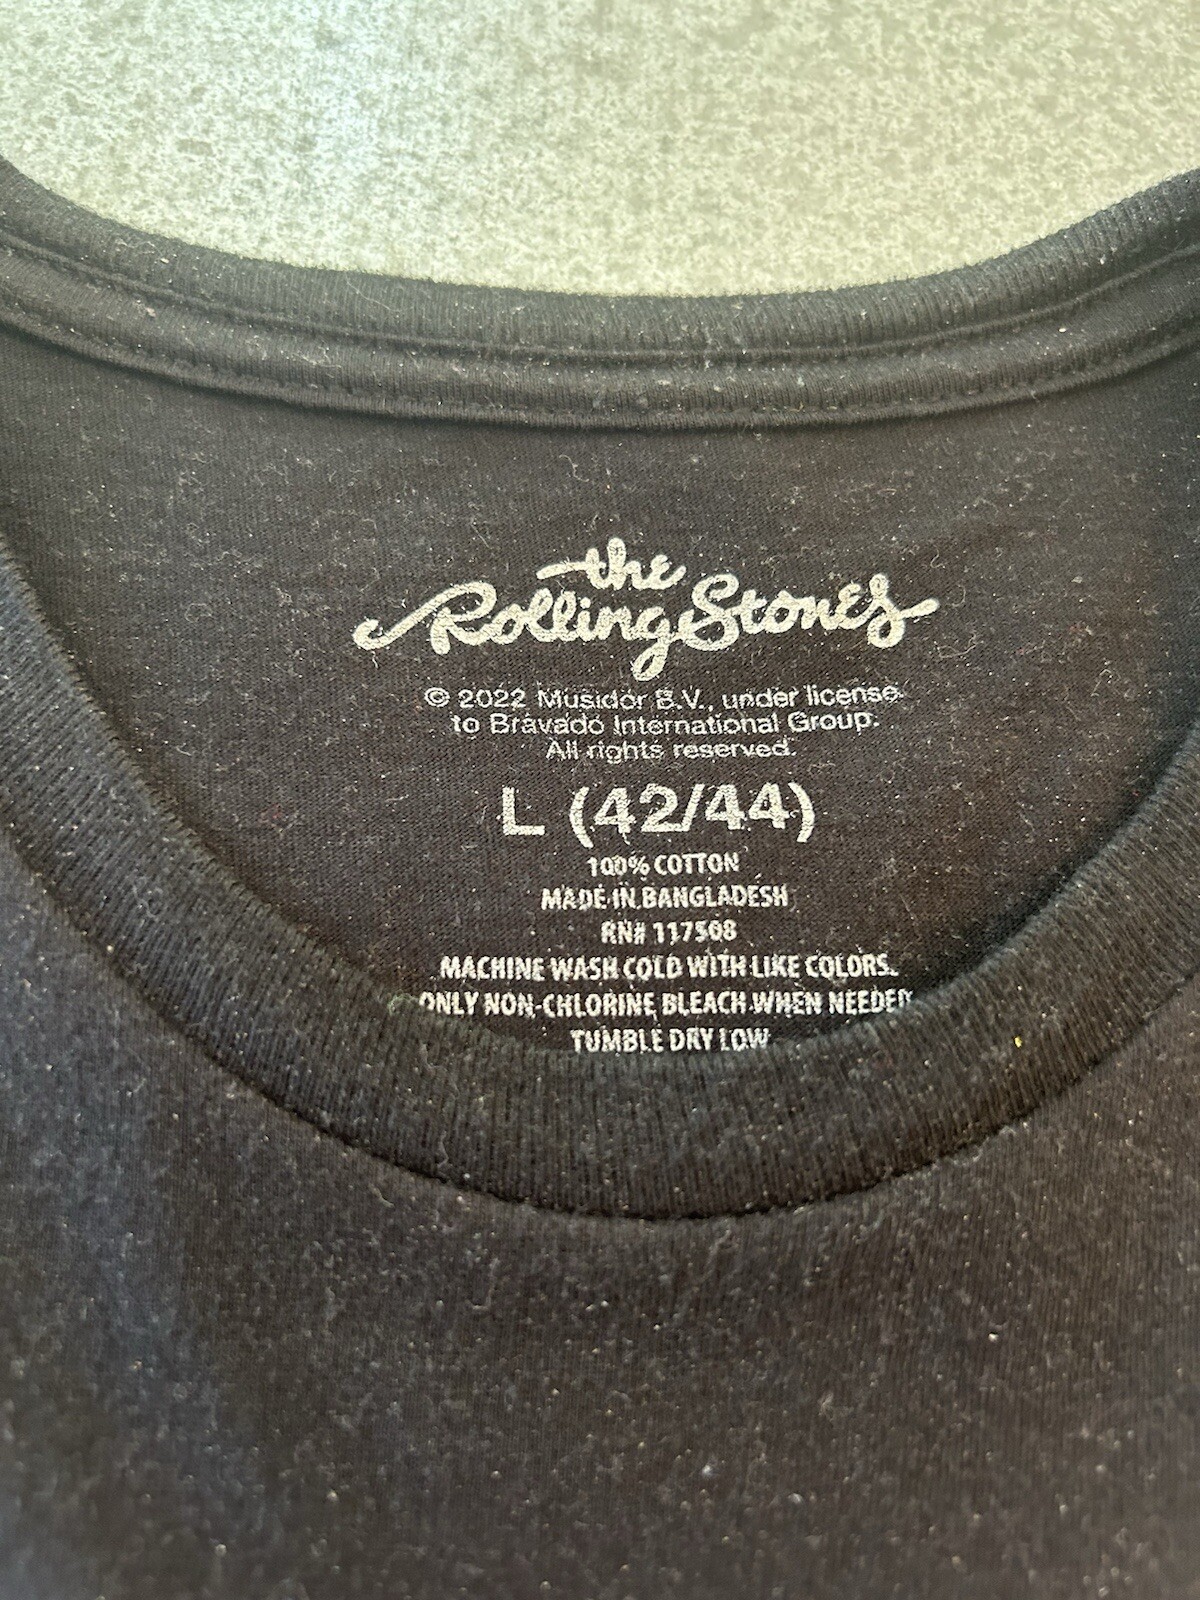 the
Rolling Stones
© 2022 Musidor B.V., under license
to Bravado International Group.
All rights reserved.
L (42/44)
100% COTTON
MADE IN BANGLADESH
RN# 117508
MACHINE WASH COLD WITH LIKE COLORS.
ONLY NON-CHLORINE BLEACH WHEN NEEDED
TUMBLE DRY LOW